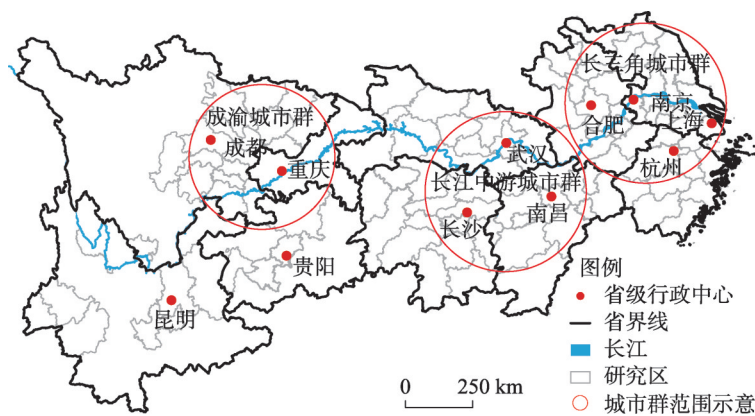 长三角城市群
南京
合肥
上海
成渝城市群
成都
武汉
杭州
重庆
长江中游城市群
南昌
长沙
贵阳
图例
省级行政中心
昆明
省界线
长江
研究区
0 250 km
城市群范围示意